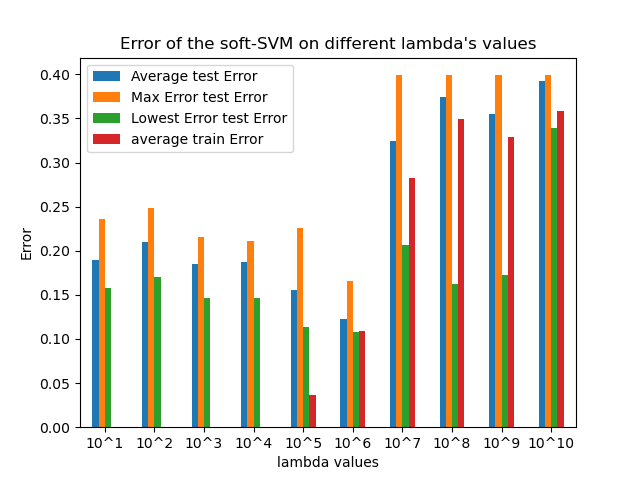 Error of the soft-SVM on different lambda's values
Average test Error
Max Error test Error
Lowest Error test Error
average train Error
Error
0.40
0.35
0.30
0.25
0.20
0.15
0.10
0.05
0.00
10^1 10^2 10^3 10^4 10^5 10^6 10^7 10^8 10^9 10^10
lambda values